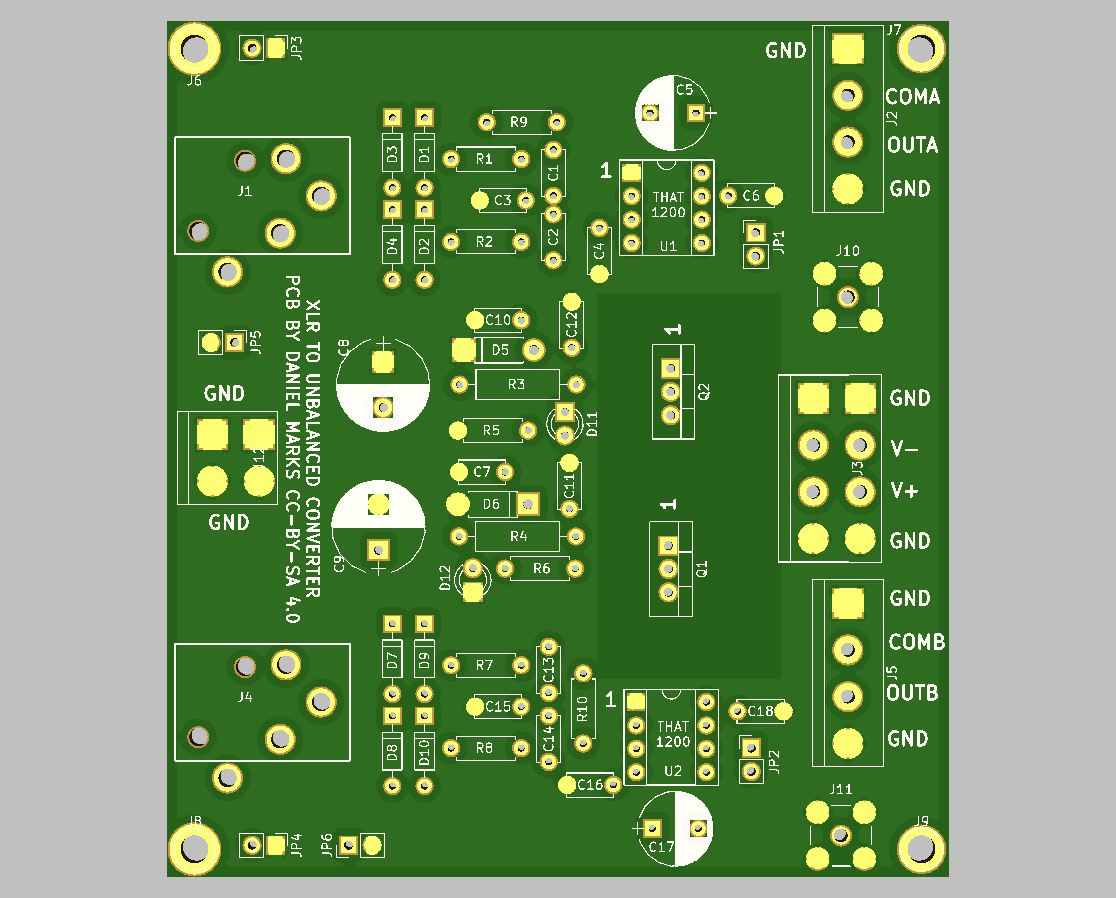 J6
JP3
GND
J7
COMA
J2
OUTA
GND
C5
R9
D3
D1
R1
C1
J1
C3
1
THAT
1200
U1
C6
JP1
R2
C2
C4
D4
D2
J10
XLR TO UNBALANCED CONVERTER
PCB BY DANIEL MARKS CC-BY-SA 4.0
JP5
C8
C10
C12
D5
R3
1
Q2
GND
GND
J12
GND
R5
D11
C7
C11
D6
R4
R6
D12
C9
1
Q1
GND
V-
J3
V+
GND
GND
COMB
J5
OUTB
GND
J4
D7
D9
R7
C13
C15
R10
1
THAT
1200
U2
C18
JP2
D8
D10
R8
C14
C16
C17
J11
J8
JP4
JP6
J9